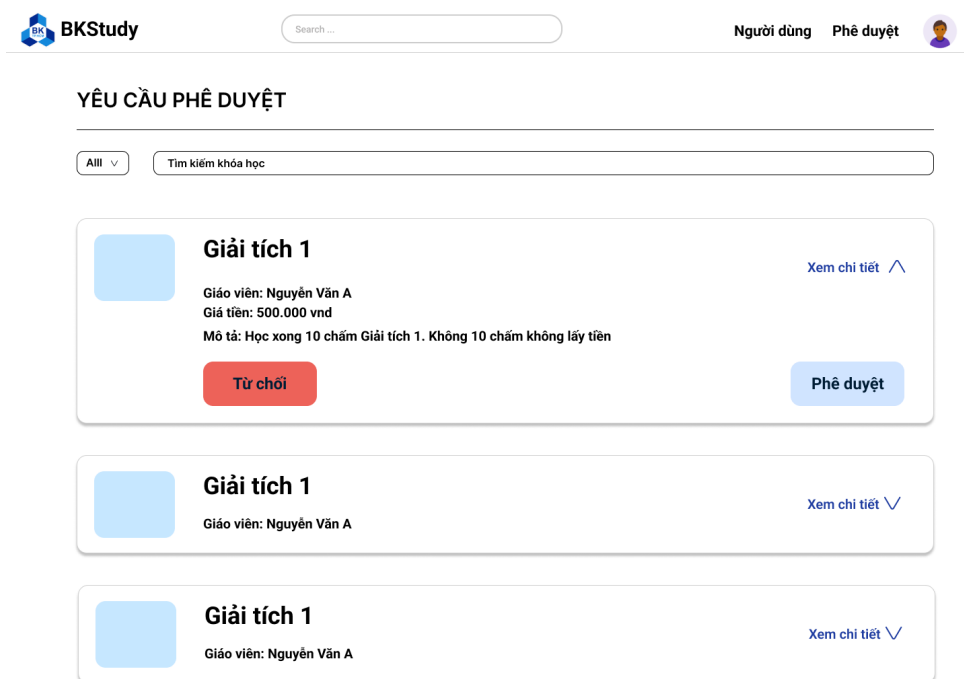 BK
BKStudy
Search ...
Người dùng
Phê duyệt
YÊU CẦU PHÊ DUYỆT
Alll
Tìm kiếm khóa học
Giải tích 1
Xem chi tiết
Giáo viên: Nguyễn Văn A
Giá tiền: 500.000 vnd
Mô tả: Học xong 10 chấm Giải tích 1. Không 10 chấm không lấy tiền
Từ chối
Phê duyệt
Giải tích 1
Xem chi tiết
Giáo viên: Nguyễn Văn A
Giải tích 1
Xem chi tiết
Giáo viên: Nguyễn Văn A